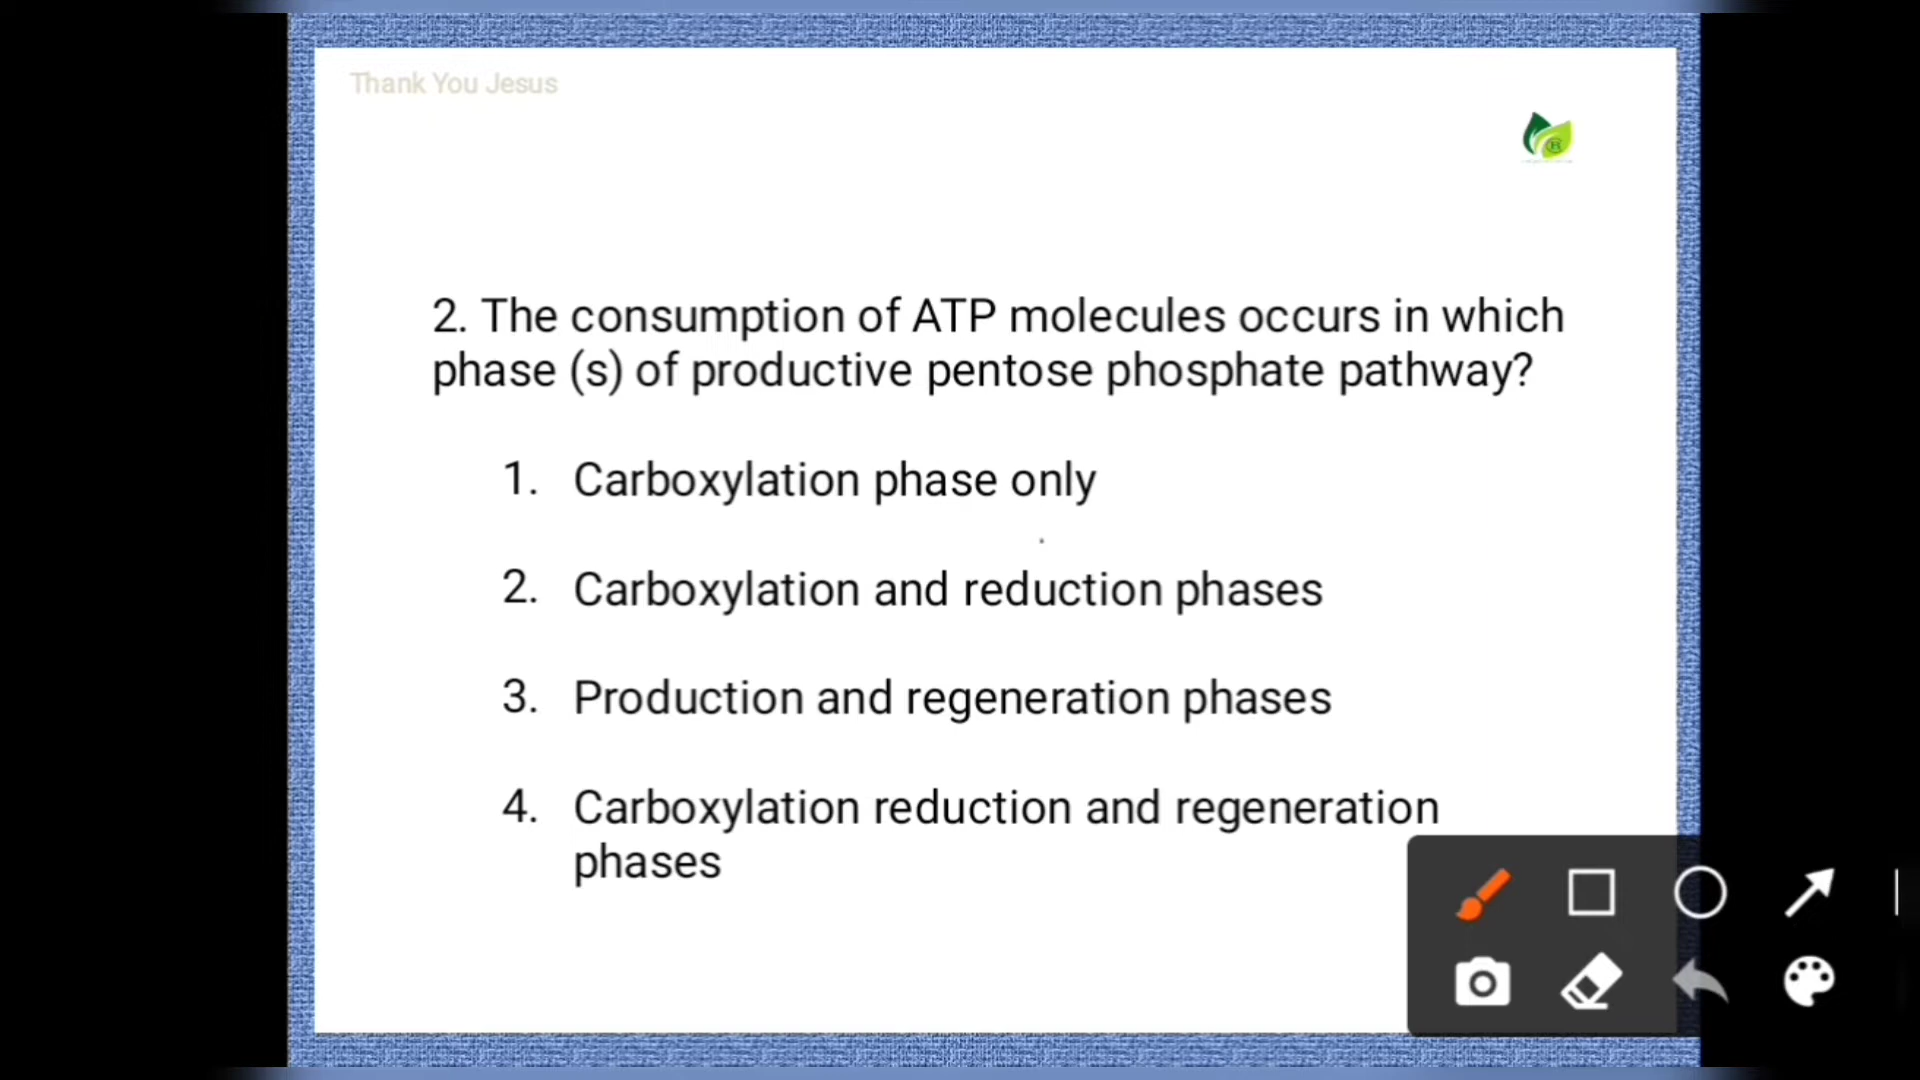 Thank You Jesus
2. The consumption of ATP molecules occurs in which
phase (s) of productive pentose phosphate pathway?
1. Carboxylation phase only
2. Carboxylation and reduction phases
3. Production and regeneration phases
4. Carboxylation reduction and regeneration
phases